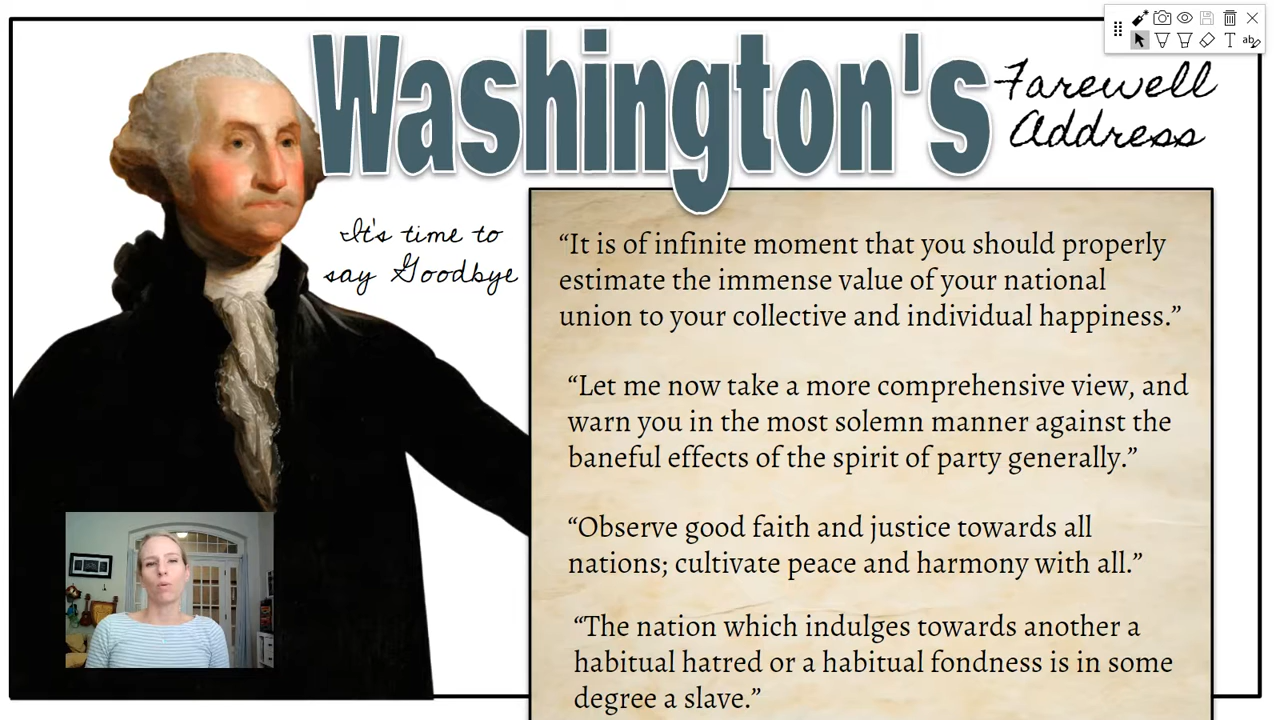 Washington's
Farewell
Address
It's time to
say Goodbye
“It is of infinite moment that you should properly
estimate the immense value of your national
union to your collective and individual happiness.”
“Let me now take a more comprehensive view, and
warn you in the most solemn manner against the
baneful effects of the spirit of party generally.”
“Observe good faith and justice towards all
nations; cultivate peace and harmony with all.”
“The nation which indulges towards another a
habitual hatred or a habitual fondness is in some
degree a slave.”